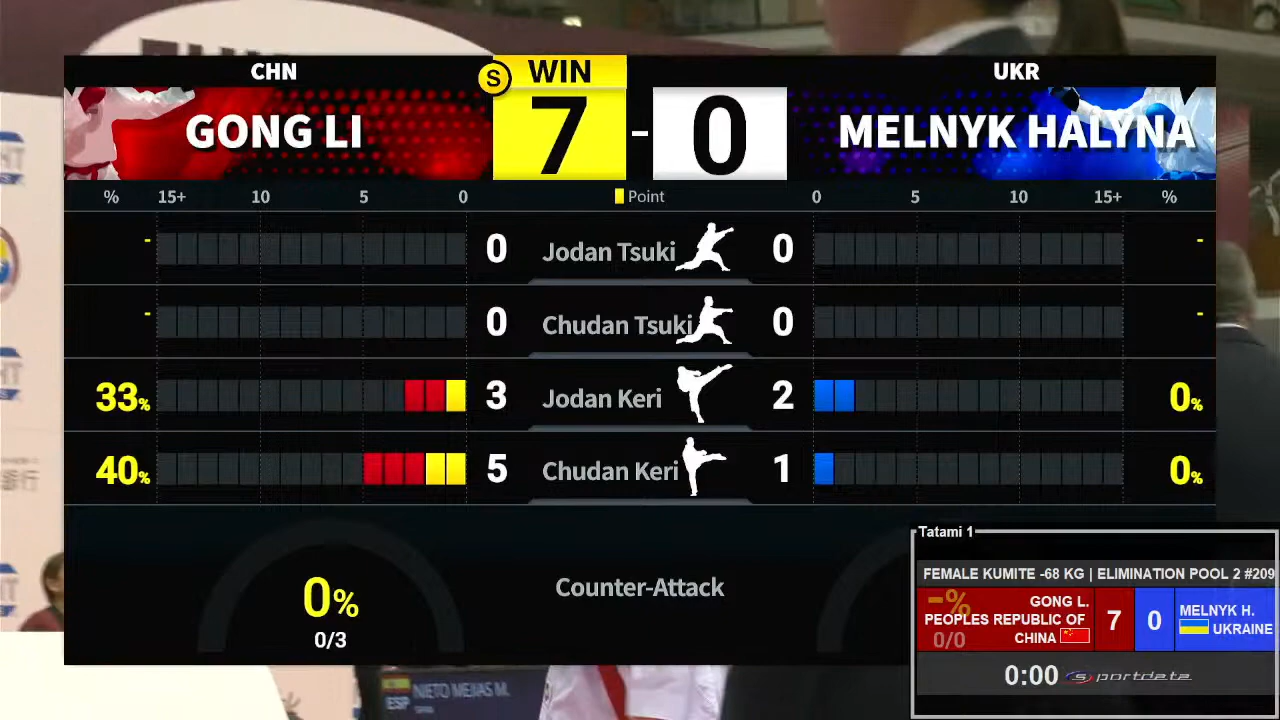 CHN
S WIN
UKR
GONG LI
7 - 0
MELNYK HALYNA
% 15+ 10 5 0
Point
0 5 10 15+ %
- 0 Jodan Tsuki 0 -
- 0 Chudan Tsuki 0 -
33% 3 Jodan Keri 2 0%
40% 5 Chudan Keri 1 0%
Counter-Attack
0%
0/3
Tatami 1
FEMALE KUMITE -68 KG | ELIMINATION POOL 2 #209
-%
0/0
GONG L.
PEOPLES REPUBLIC OF
CHINA
7
0
MELNYK H.
UKRAINE
0:00 sportdata
NIETO MEJIAS M.
ESP